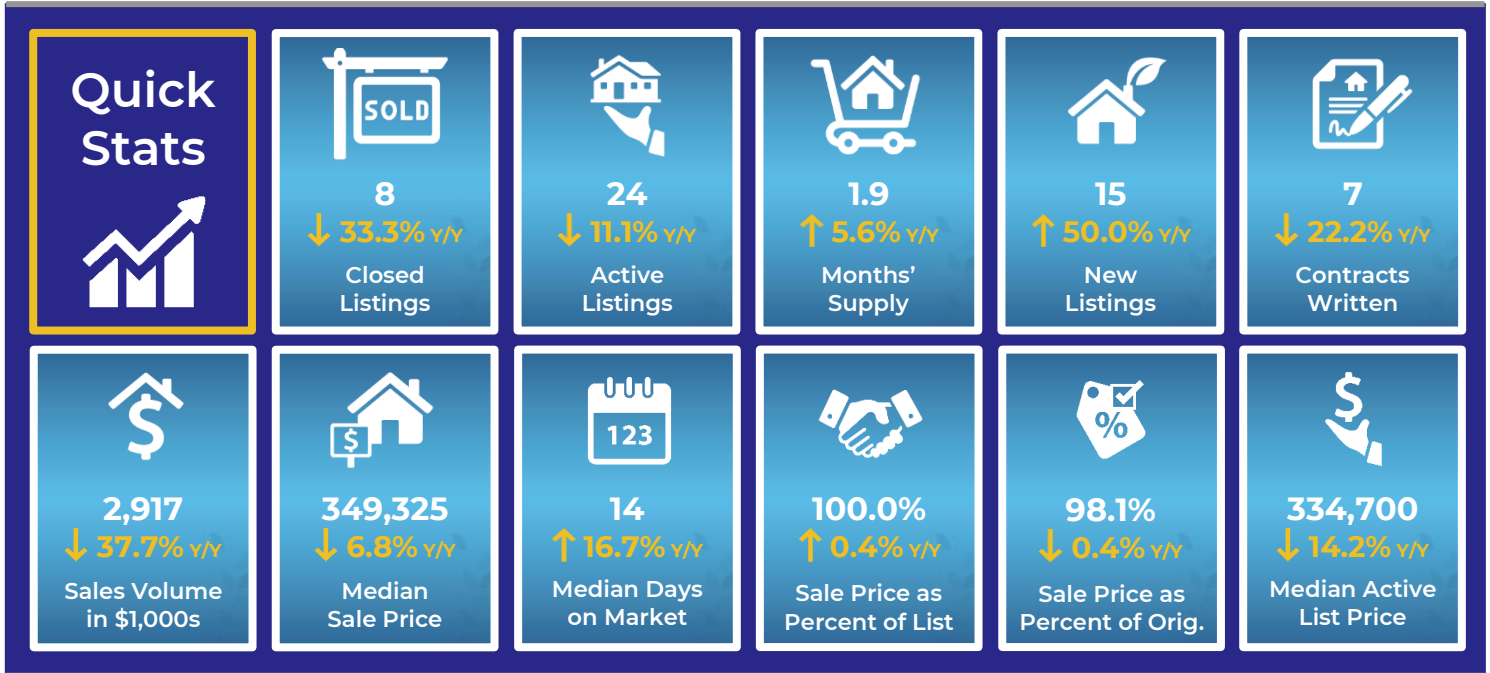 Quick
Stats
SOLD
8
↓ 33.3% Y/Y
Closed
Listings
24
↓ 11.1% Y/Y
Active
Listings
1.9
↑ 5.6% Y/Y
Months’
Supply
15
↑ 50.0% Y/Y
New
Listings
7
↓ 22.2% Y/Y
Contracts
Written
$
2,917
↓ 37.7% Y/Y
Sales Volume
in $1,000s
$
349,325
↓ 6.8% Y/Y
Median
Sale Price
123
14
↑ 16.7% Y/Y
Median Days
on Market
100.0%
↑ 0.4% Y/Y
Sale Price as
Percent of List
%
98.1%
↓ 0.4% Y/Y
Sale Price as
Percent of Orig.
$
334,700
↓ 14.2% Y/Y
Median Active
List Price